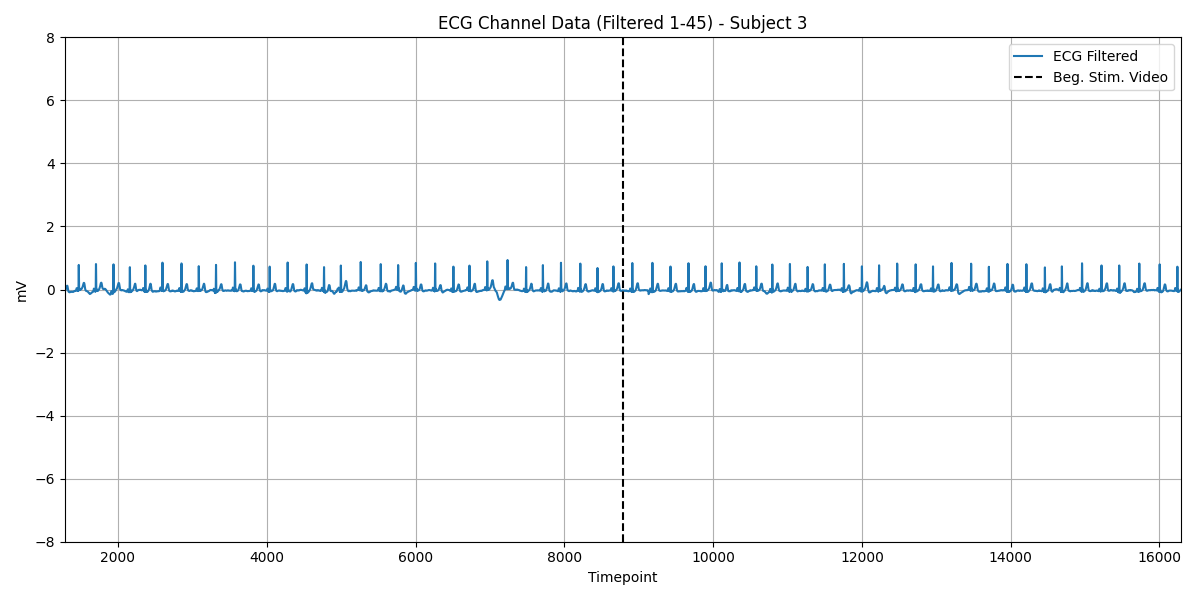 ECG Channel Data (Filtered 1-45) - Subject 3
8
6
4
2
0
−2
−4
−6
−8
mV
ECG Filtered
Beg. Stim. Video
2000 4000 6000 8000 10000 12000 14000 16000
Timepoint